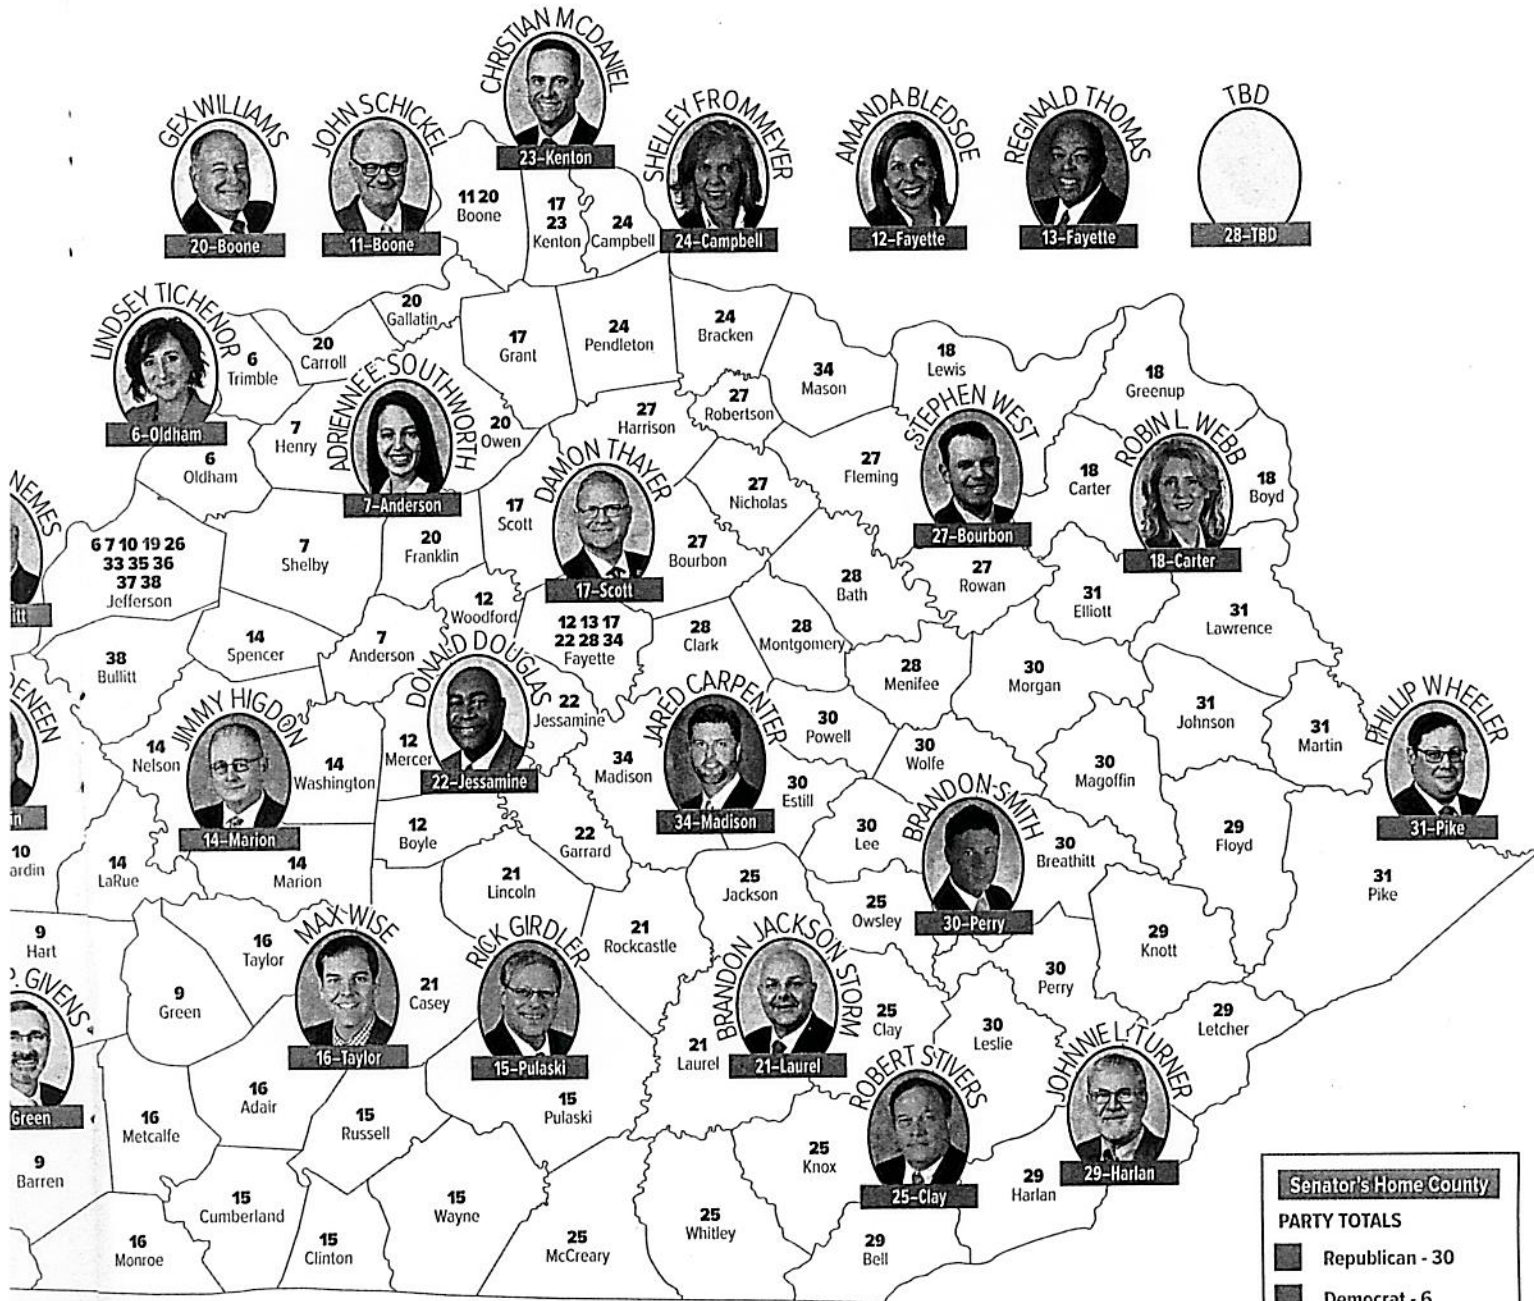 CHRISTIAN MCDANIEL
23–Kenton
GEX WILLIAMS
20–Boone
JOHN SCHICKEL
11–Boone
SHELLEY FROMMEYER
24–Campbell
AMANDA BLEDSOE
12–Fayette
REGINALD THOMAS
13–Fayette
TBD
28–TBD
11 20
Boone
17
23
Kenton
24
Campbell
LINDSEY TICHENOR
6–Oldham
6
Trimble
20
Carroll
20
Gallatin
17
Grant
24
Pendleton
24
Bracken
34
Mason
18
Lewis
18
Greenup
ADRIENNE E. SOUTHWORTH
7–Anderson
7
Henry
20
Owen
27
Harrison
27
Robertson
STEPHEN WEST
27–Bourbon
ROBIN L. WEBB
18–Carter
6
Oldham
DAMON THAYER
17–Scott
17
Scott
27
Nicholas
27
Fleming
18
Carter
18
Boyd
NEMES
itt
6 7 10 19 26
33 35 36
37 38
Jefferson
7
Shelby
20
Franklin
27
Bourbon
28
Bath
27
Rowan
31
Elliott
31
Lawrence
12
Woodford
12 13 17
22 28 34
Fayette
28
Clark
28
Montgomery
28
Menifee
30
Morgan
38
Bullitt
14
Spencer
7
Anderson
DENEEN
in
JIMMY HIGDON
14–Marion
DONALD DOUGLAS
22–Jessamine
22
Jessamine
JARED CARPENTER
34–Madison
30
Powell
31
Johnson
31
Martin
PHILLIP WHEELER
31–Pike
14
Nelson
14
Washington
12
Mercer
34
Madison
30
Estill
30
Wolfe
30
Magoffin
10
ardin
14
LaRue
14
Marion
12
Boyle
22
Garrard
30
Lee
BRANDON SMITH
30–Perry
30
Breathitt
29
Floyd
31
Pike
21
Lincoln
25
Jackson
25
Owsley
9
Hart
16
Taylor
MAX WISE
16–Taylor
RICK GIRDLER
15–Pulaski
21
Rockcastle
BRANDON JACKSON STORM
21–Laurel
29
Knott
P. GIVENS
Green
9
Green
21
Casey
21
Laurel
25
Clay
30
Perry
30
Leslie
29
Letcher
ROBERT STIVERS
25–Clay
JOHNNIE L. TURNER
29–Harlan
16
Metcalfe
16
Adair
15
Russell
15
Pulaski
25
Knox
29
Harlan
9
Barren
15
Cumberland
15
Wayne
25
Whitley
16
Monroe
15
Clinton
25
McCreary
29
Bell
Senator's Home County
PARTY TOTALS
Republican - 30
Democrat - 6